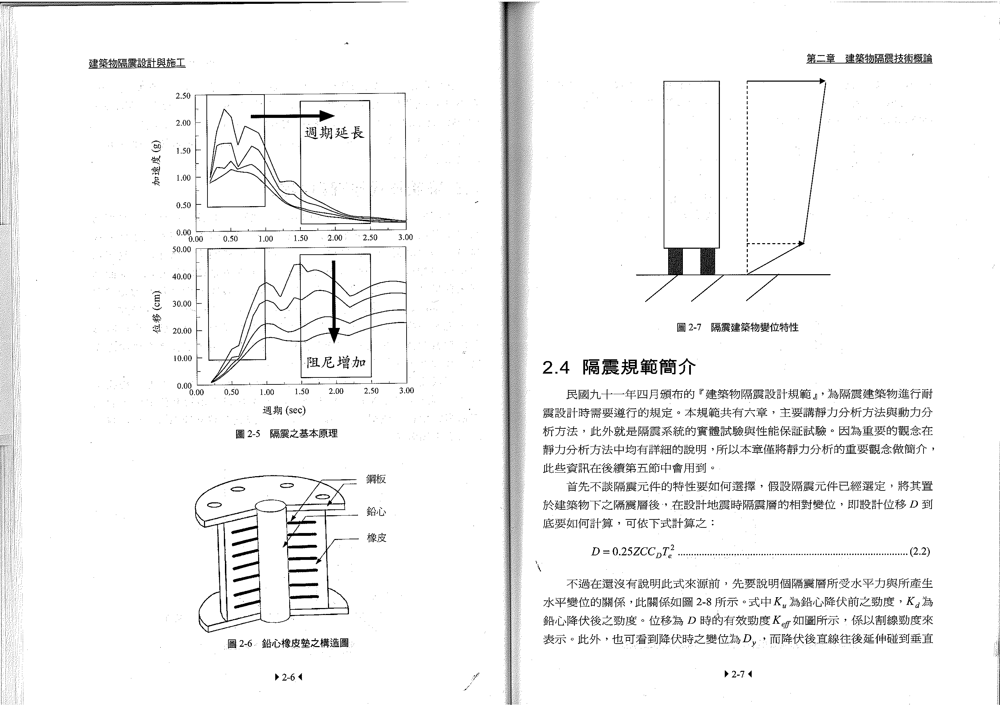 建築物隔震設計與施工
2.50
2.00
1.50
1.00
0.50
0.00
加速度 (g)
週期延長
0.00 0.50 1.00 1.50 2.00 2.50 3.00
50.00
40.00
30.00
20.00
10.00
0.00
位移 (cm)
阻尼增加
0.00 0.50 1.00 1.50 2.00 2.50 3.00
週期 (sec)
圖 2-5 隔震之基本原理
鋼板
鉛心
橡皮
圖 2-6 鉛心橡皮墊之構造圖
2-6
第二章 建築物隔震技術概論
圖 2-7 隔震建築物變位特性
2.4 隔震規範簡介
民國九十一年四月頒布的『建築物隔震設計規範』,為隔震建築物進行耐
震設計時需要遵行的規定。本規範共有六章,主要講靜力分析方法與動力分
析方法,此外就是隔震系統的實體試驗與性能保証試驗。因為重要的觀念在
靜力分析方法中均有詳細的說明,所以本章僅將靜力分析的重要觀念做簡介,
此些資訊在後續第五節中會用到。
首先不談隔震元件的特性要如何選擇,假設隔震元件已經選定,將其置
於建築物下之隔震層後,在設計地震時隔震層的相對變位,即設計位移 D 到
底要如何計算,可依下式計算之:
D = 0.25ZCC_D T_e^2 ........................................ (2.2)
不過在還沒有說明此式來源前,先要說明個隔震層所受水平力與所產生
水平變位的關係,此關係如圖 2-8 所示。式中 K_u 為鉛心降伏前之勁度,K_d 為
鉛心降伏後之勁度。位移為 D 時的有效勁度 K_eff 如圖所示,係以割線勁度來
表示。此外,也可看到降伏時之變位為 D_y,而降伏後直線往後延伸碰到垂直
2-7